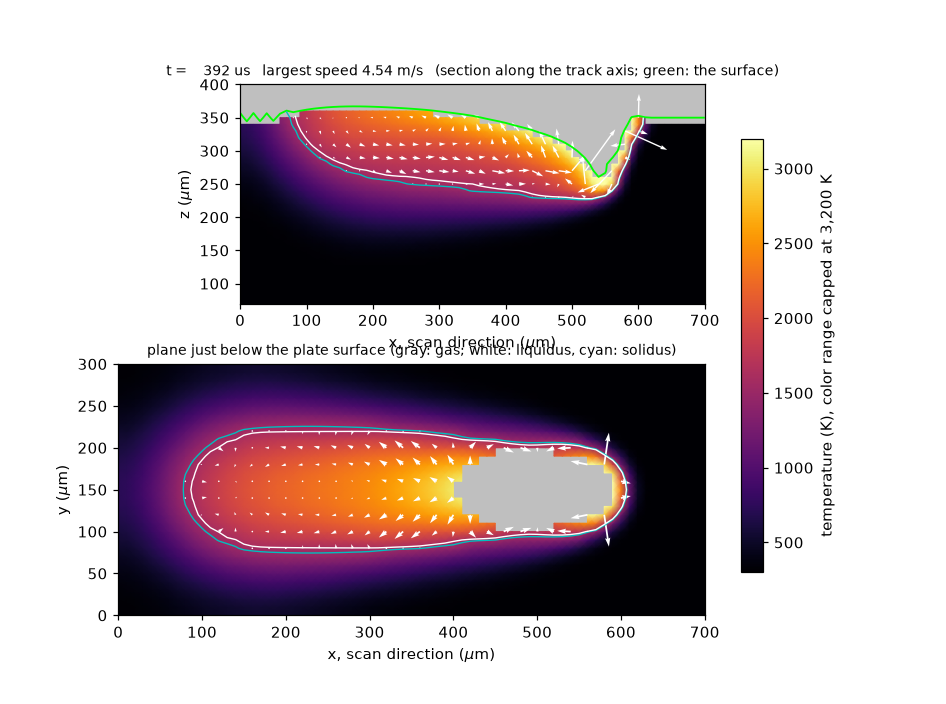 t =    392 us   largest speed 4.54 m/s   (section along the track axis; green: the surface)
400
350
300
250
200
150
100
z (μm)
0 100 200 300 400 500 600 700
x, scan direction (μm)
plane just below the plate surface (gray: gas; white: liquidus, cyan: solidus)
300
250
200
150
100
50
0
y (μm)
0 100 200 300 400 500 600 700
x, scan direction (μm)
3000
2500
2000
1500
1000
500
temperature (K), color range capped at 3,200 K